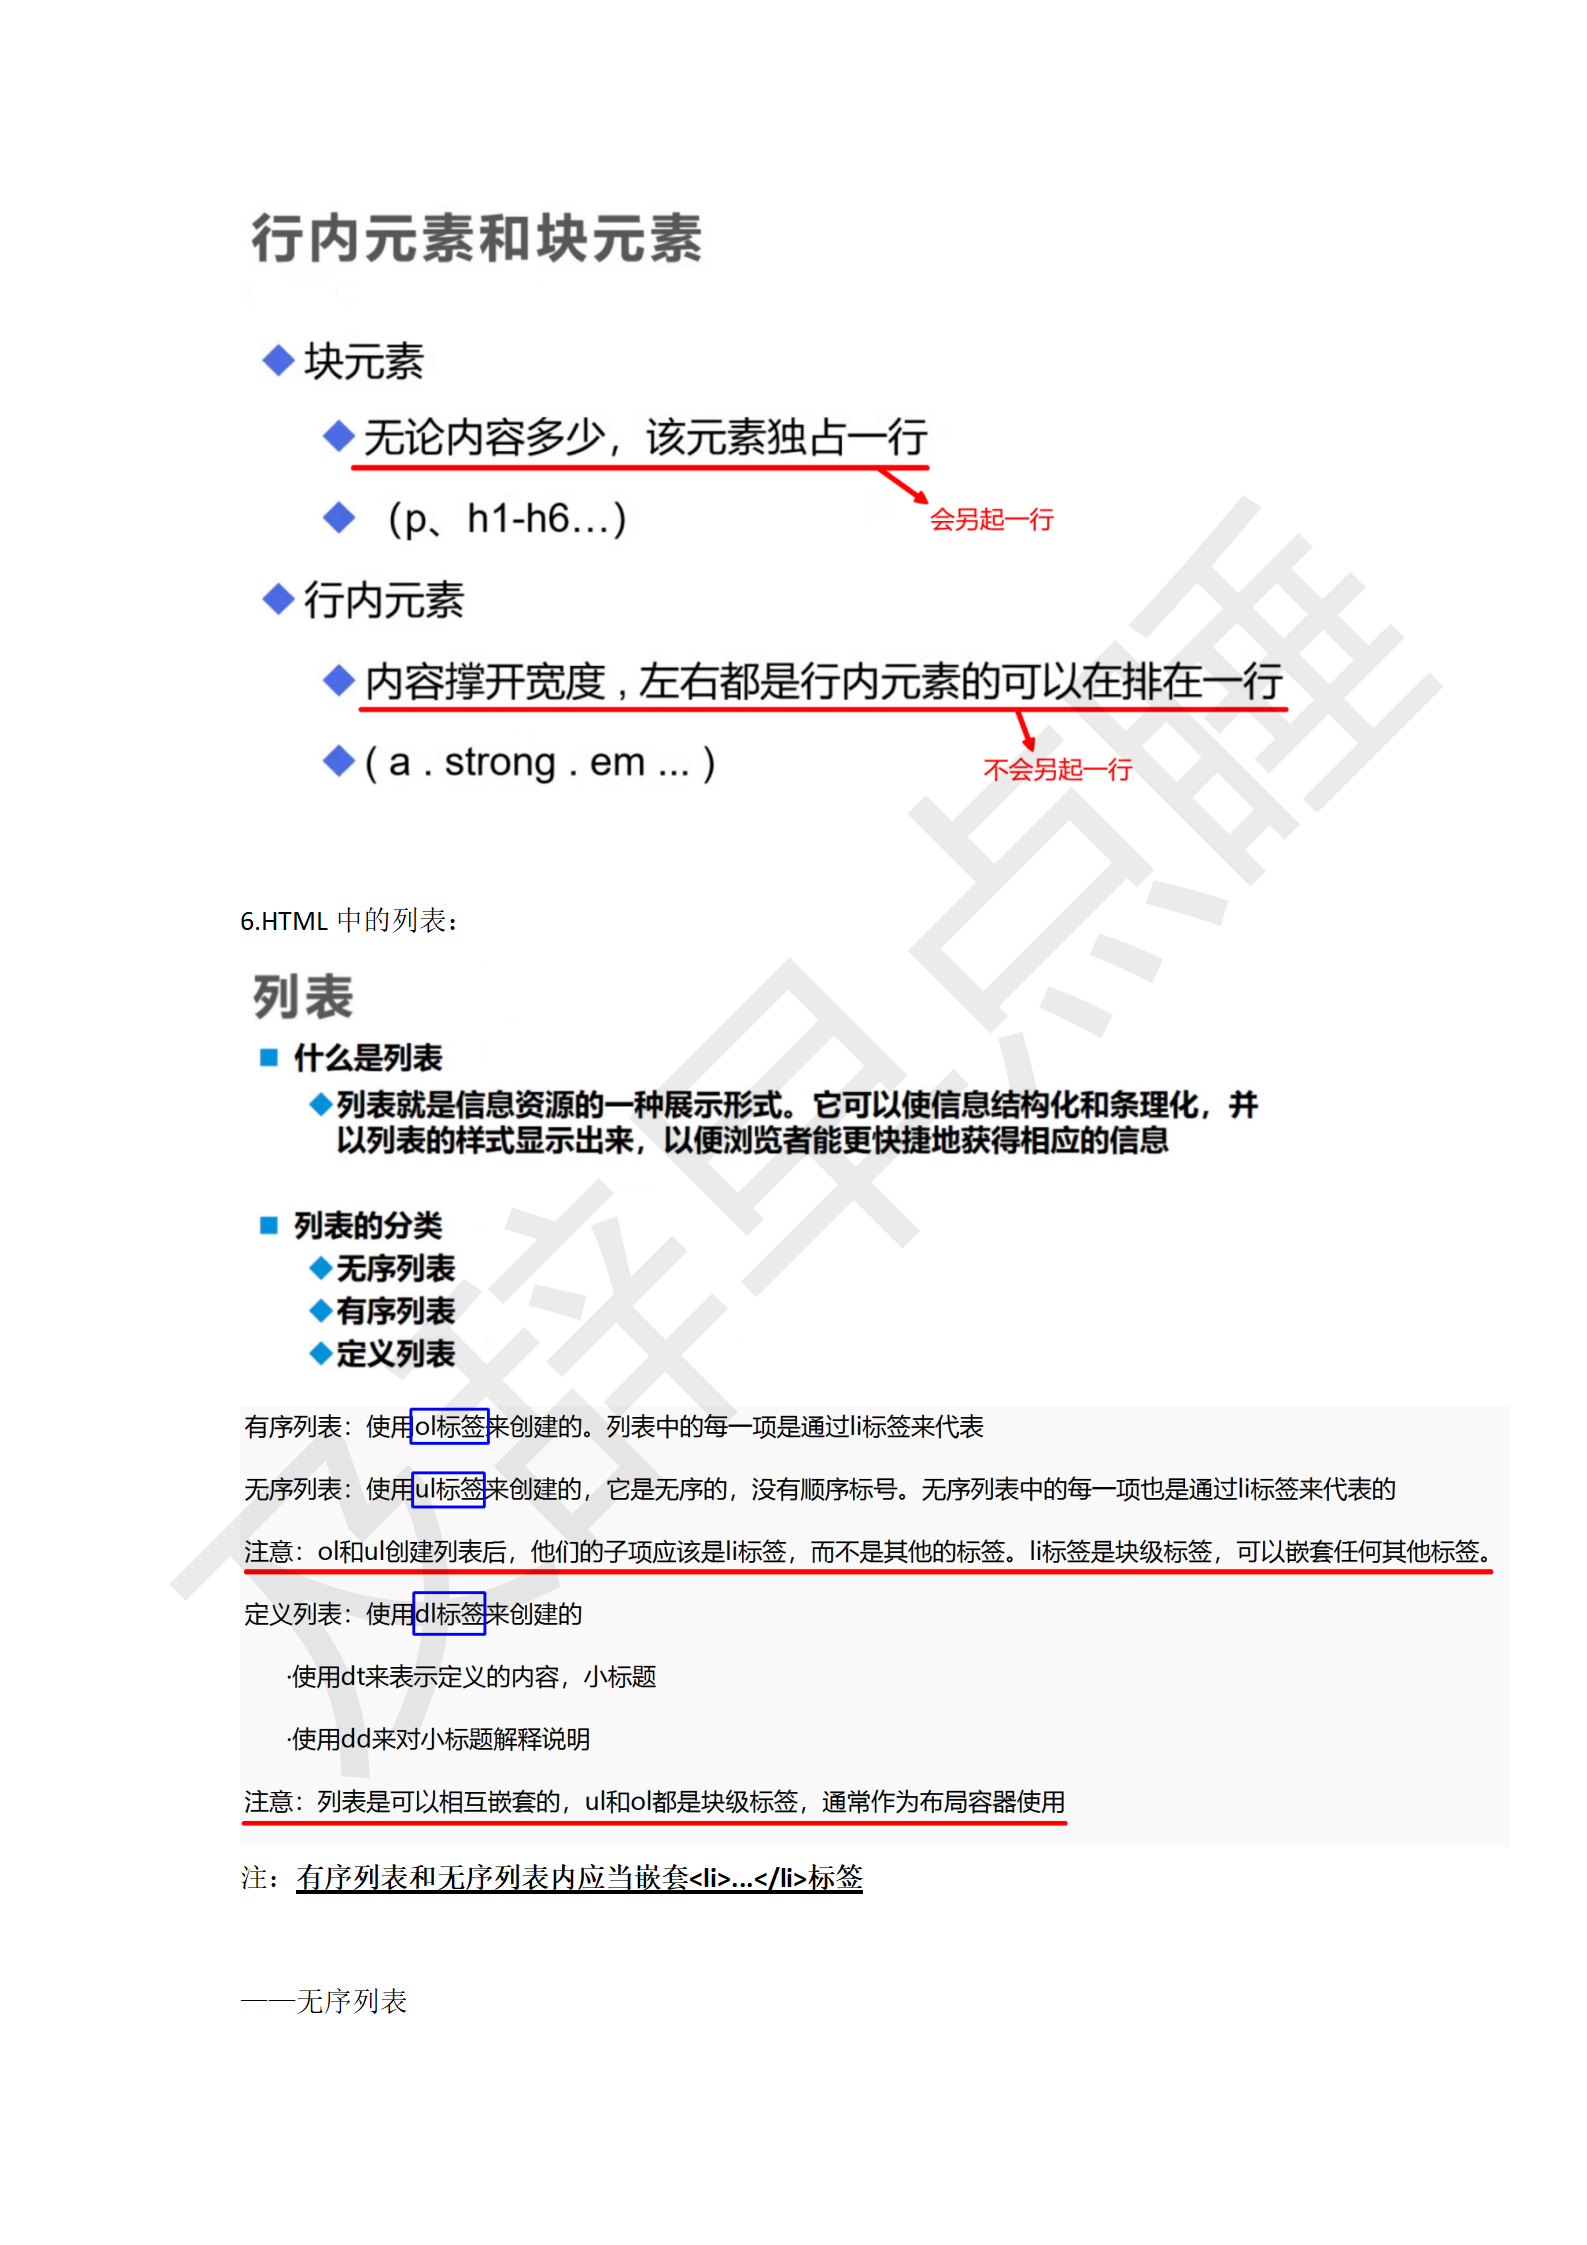 行内元素和块元素
块元素
无论内容多少，该元素独占一行
（p、h1-h6…）
会另起一行
行内元素
内容撑开宽度 , 左右都是行内元素的可以在排在一行
( a . strong . em ... )
不会另起一行
6.HTML 中的列表：
列表
什么是列表
列表就是信息资源的一种展示形式。它可以使信息结构化和条理化，并
以列表的样式显示出来，以便浏览者能更快捷地获得相应的信息
列表的分类
无序列表
有序列表
定义列表
有序列表：使用ol标签来创建的。列表中的每一项是通过li标签来代表
无序列表：使用ul标签来创建的，它是无序的，没有顺序标号。无序列表中的每一项也是通过li标签来代表的
注意：ol和ul创建列表后，他们的子项应该是li标签，而不是其他的标签。li标签是块级标签，可以嵌套任何其他标签。
定义列表：使用dl标签来创建的
·使用dt来表示定义的内容，小标题
·使用dd来对小标题解释说明
注意：列表是可以相互嵌套的，ul和ol都是块级标签，通常作为布局容器使用
注：有序列表和无序列表内应当嵌套<li>…</li>标签
——无序列表